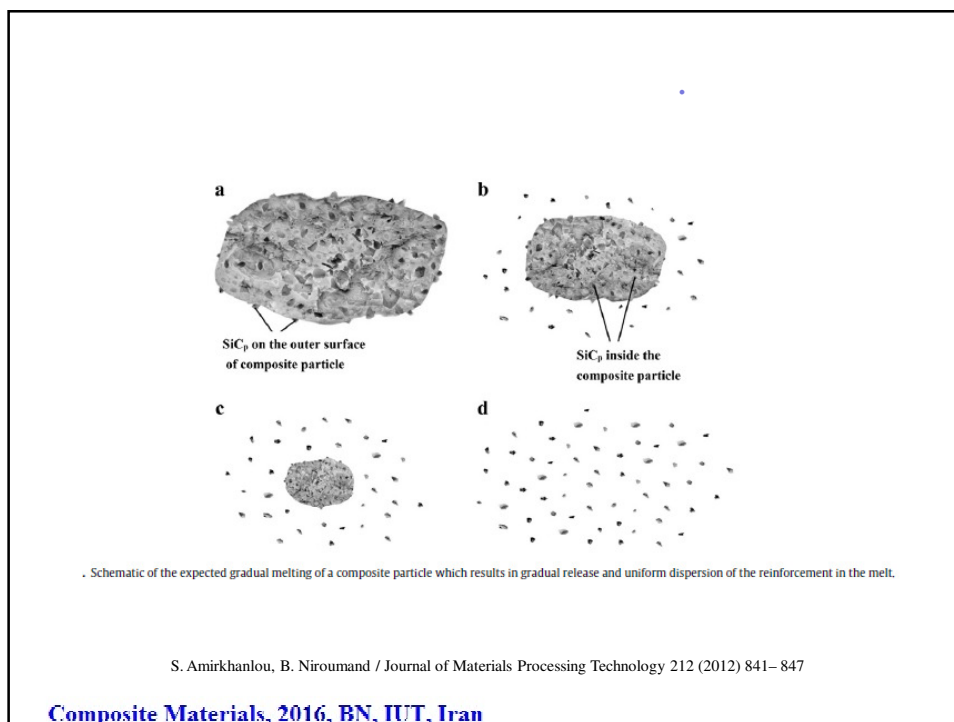 a
b
SiCp on the outer surface
of composite particle
SiCp inside the
composite particle
c
d
. Schematic of the expected gradual melting of a composite particle which results in gradual release and uniform dispersion of the reinforcement in the melt.
S. Amirkhanlou, B. Niroumand / Journal of Materials Processing Technology 212 (2012) 841– 847
Composite Materials, 2016, BN, IUT, Iran